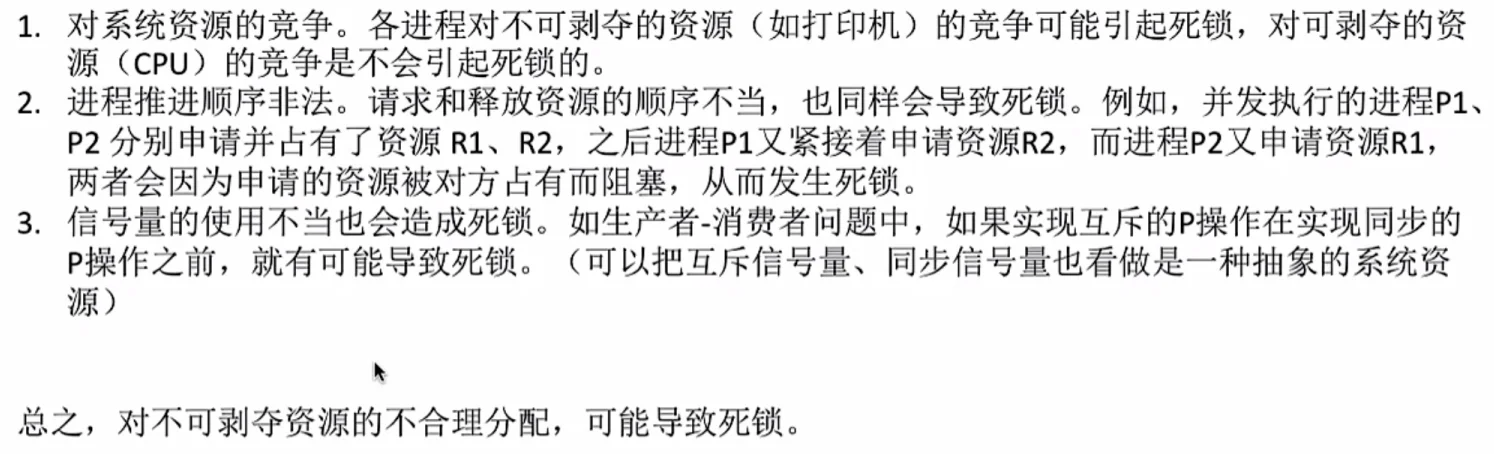 1. 对系统资源的竞争。各进程对不可剥夺的资源（如打印机）的竞争可能引起死锁，对可剥夺的资
源（CPU）的竞争是不会引起死锁的。
2. 进程推进顺序非法。请求和释放资源的顺序不当，也同样会导致死锁。例如，并发执行的进程P1、
P2 分别申请并占有了资源 R1、R2，之后进程P1又紧接着申请资源R2，而进程P2又申请资源R1，
两者会因为申请的资源被对方占有而阻塞，从而发生死锁。
3. 信号量的使用不当也会造成死锁。如生产者-消费者问题中，如果实现互斥的P操作在实现同步的
P操作之前，就有可能导致死锁。（可以把互斥信号量、同步信号量也看做是一种抽象的系统资
源）
总之，对不可剥夺资源的不合理分配，可能导致死锁。